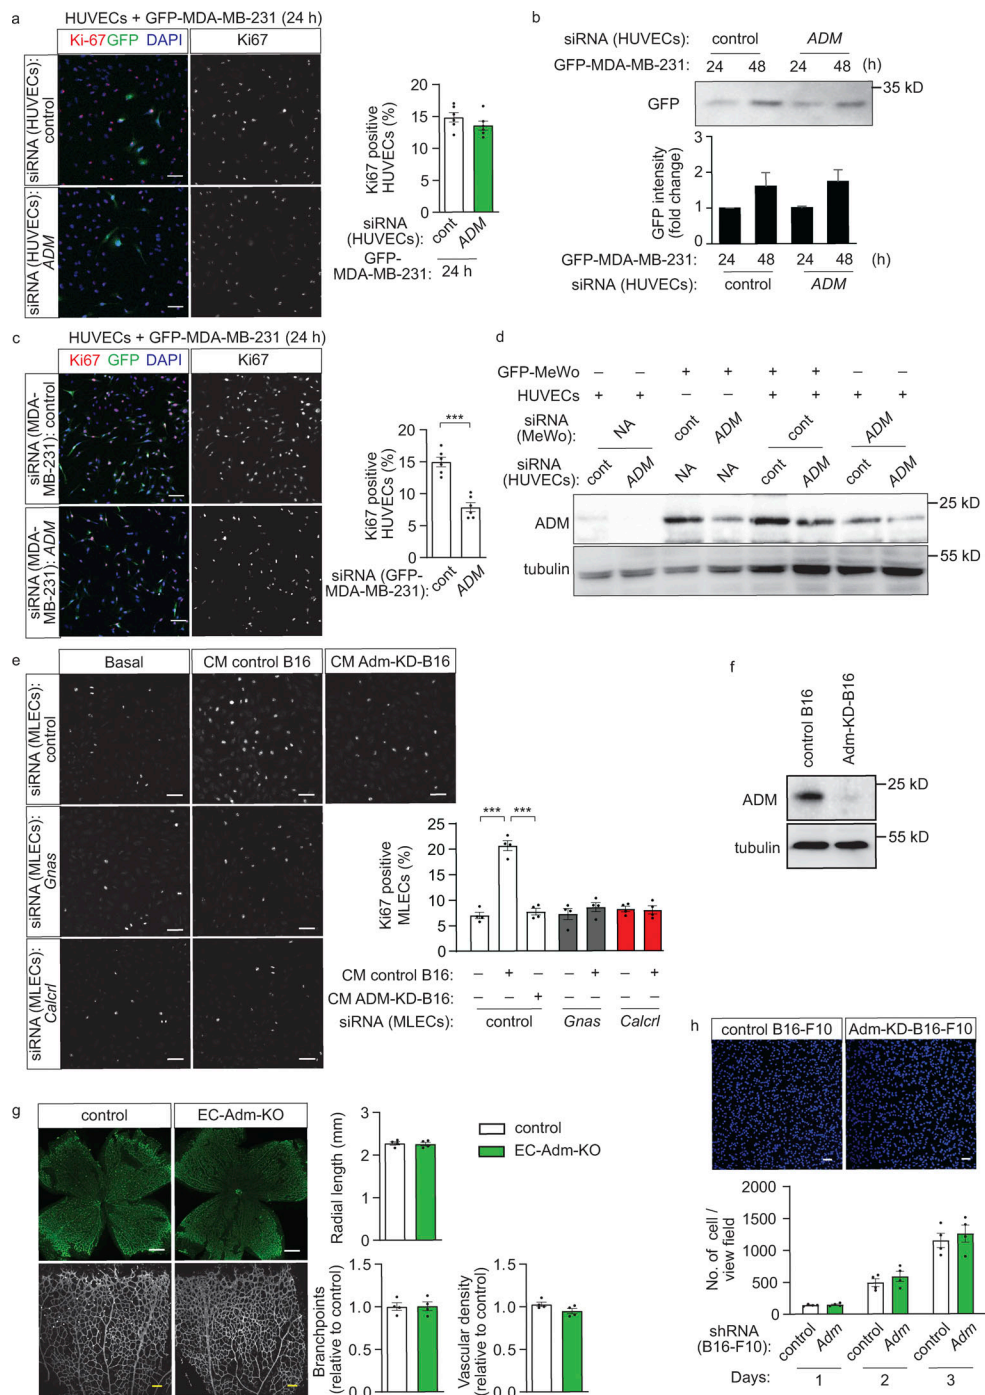 a
HUVECs + GFP-MDA-MB-231 (24 h)
Ki-67 GFP DAPI
Ki67
siRNA (HUVECs):
control
siRNA (HUVECs):
ADM
Ki67 positive
HUVECs (%)
20
15
10
5
0
siRNA
(HUVECs):
cont
ADM
GFP-
MDA-MB-231:
24 h
b
siRNA (HUVECs):
control
ADM
GFP-MDA-MB-231:
24 48 24 48 (h)
GFP
35 kD
GFP intensity
(fold change)
3
2
1
0
GFP-MDA-MB-231:
24 48 24 48 (h)
siRNA (HUVECs):
control
ADM
c
HUVECs + GFP-MDA-MB-231 (24 h)
Ki67 GFP DAPI
Ki67
siRNA (MDA-
MB-231): control
siRNA (MDA-
MB-231): ADM
Ki67 positive
HUVECs (%)
***
20
15
10
5
0
siRNA (GFP-
MDA-MB-231):
cont
ADM
d
GFP-MeWo – – + + + + – –
HUVECs + + – – + + + +
siRNA
(MeWo):
NA
cont
ADM
cont
ADM
siRNA
(HUVECs):
cont
ADM
NA
NA
cont
ADM
cont
ADM
ADM
25 kD
tubulin
55 kD
e
Basal
CM control B16
CM Adm-KD-B16
siRNA (MLECs):
control
siRNA (MLECs):
Gnas
siRNA (MLECs):
Calcrl
Ki67 positive
MLECs (%)
*** ***
25
20
15
10
5
0
CM control B16: – + – – + – +
CM ADM-KD-B16: – – + – – – –
siRNA (MLECs): control Gnas Calcrl
f
control B16
Adm-KD-B16
ADM
25 kD
tubulin
55 kD
g
control
EC-Adm-KO
Radial length (mm)
3
2
1
0
control
EC-Adm-KO
Branchpoints
(relative to control)
1.5
1.0
0.5
0
Vascular density
(relative to control)
1.5
1.0
0.5
0
h
control B16-F10
Adm-KD-B16-F10
No. of cell /
view field
2000
1500
1000
500
0
shRNA
(B16-F10):
control
Adm
control
Adm
control
Adm
Days: 1 2 3